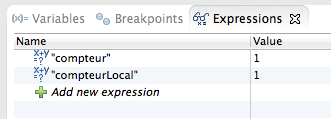 (x)= Variables Breakpoints Expressions
Name Value
x+y =? "compteur" 1
x+y =? "compteurLocal" 1
Add new expression